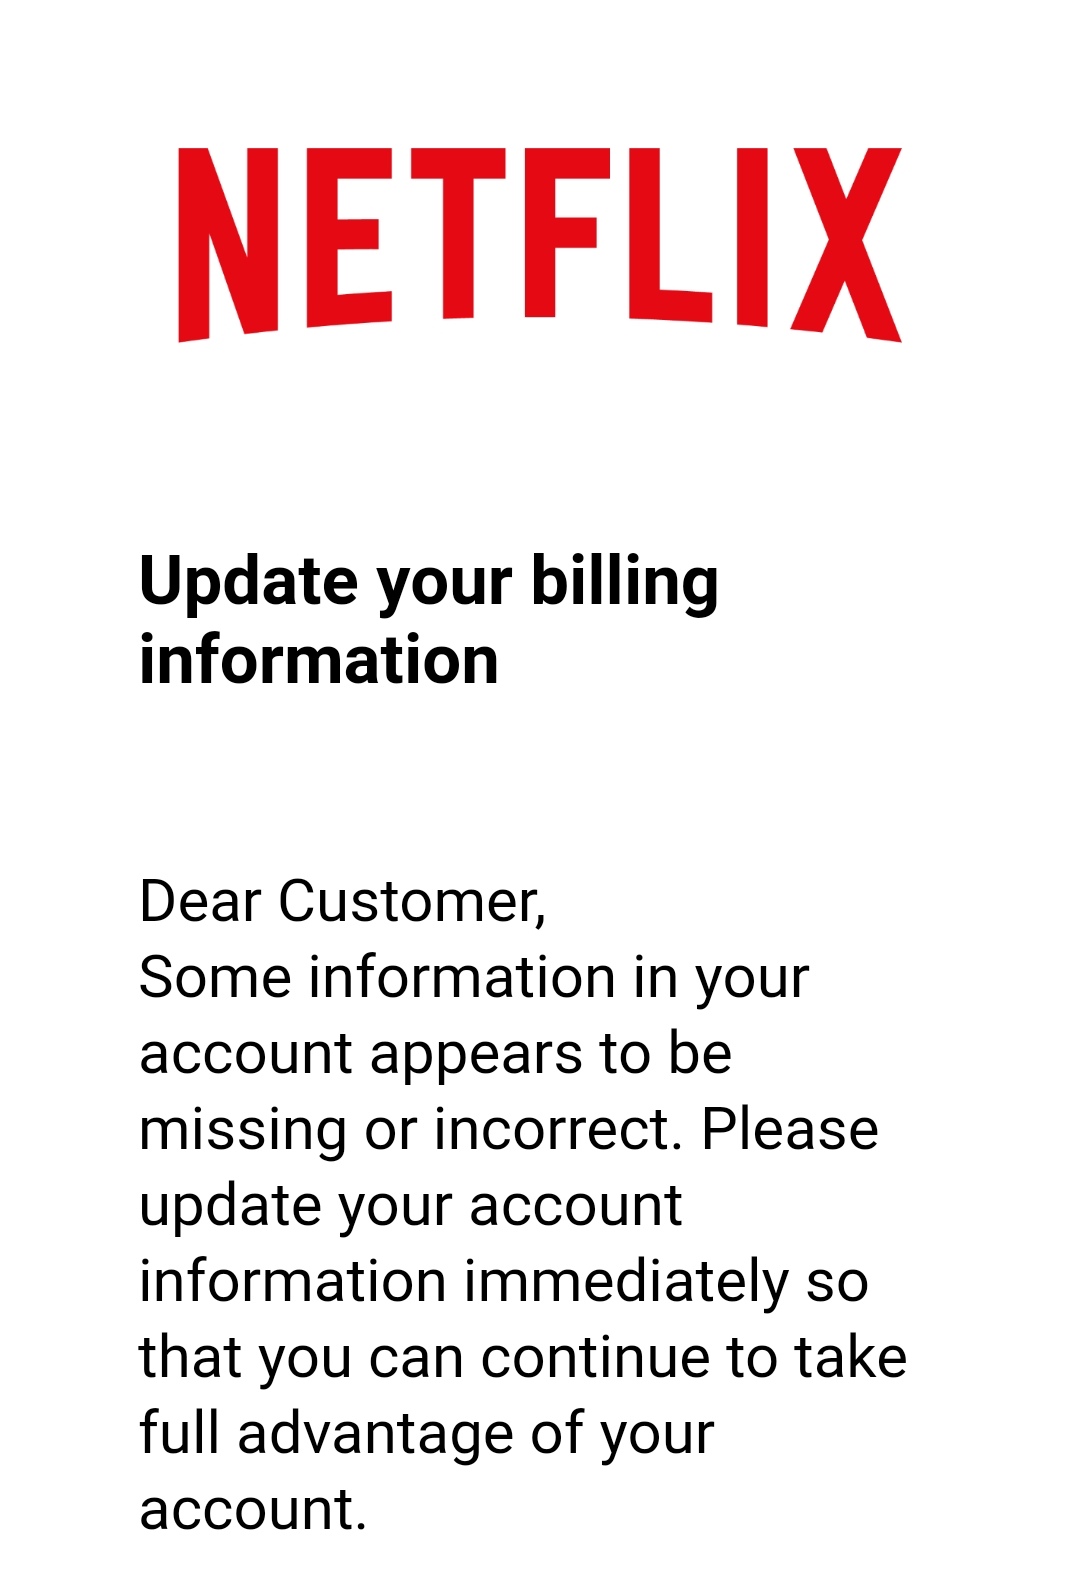 NETFLIX
Update your billing
information
Dear Customer,
Some information in your
account appears to be
missing or incorrect. Please
update your account
information immediately so
that you can continue to take
full advantage of your
account.